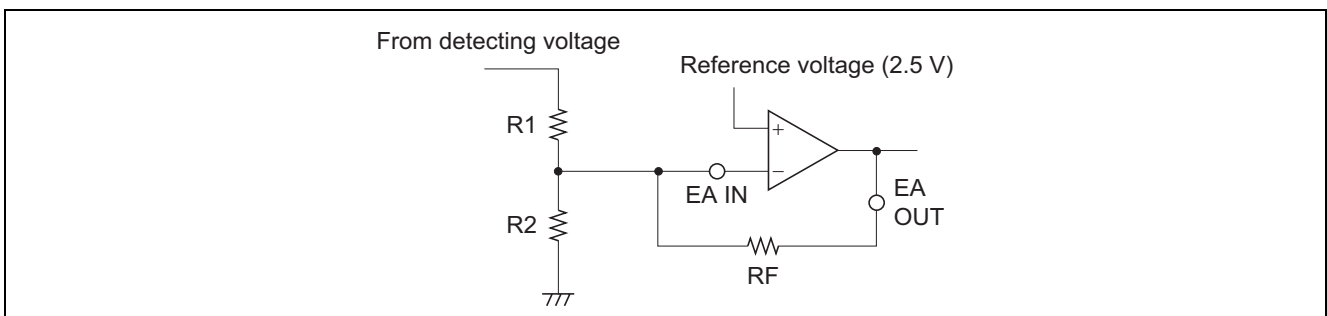 From detecting voltage
Reference voltage (2.5 V)
R1
+
−
EA IN
EA
OUT
R2
RF